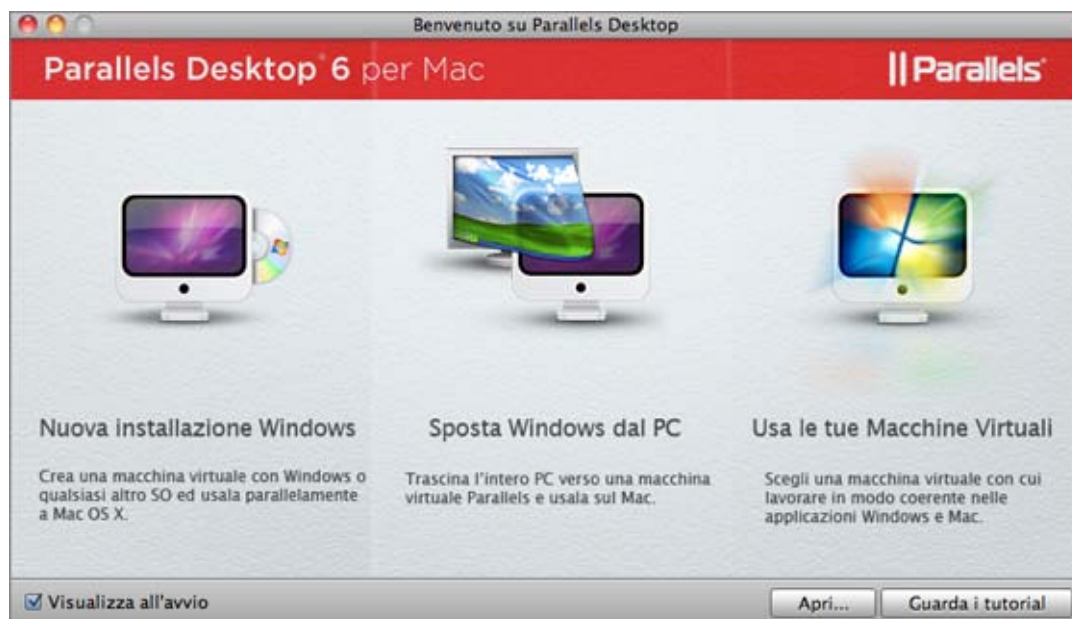 Benvenuto su Parallels Desktop
Parallels Desktop® 6 per Mac
|| Parallels®
Nuova installazione Windows
Crea una macchina virtuale con Windows o
qualsiasi altro SO ed usala parallelamente
a Mac OS X.
Sposta Windows dal PC
Trascina l'intero PC verso una macchina
virtuale Parallels e usala sul Mac.
Usa le tue Macchine Virtuali
Scegli una macchina virtuale con cui
lavorare in modo coerente nelle
applicazioni Windows e Mac.
Visualizza all'avvio
Apri...
Guarda i tutorial